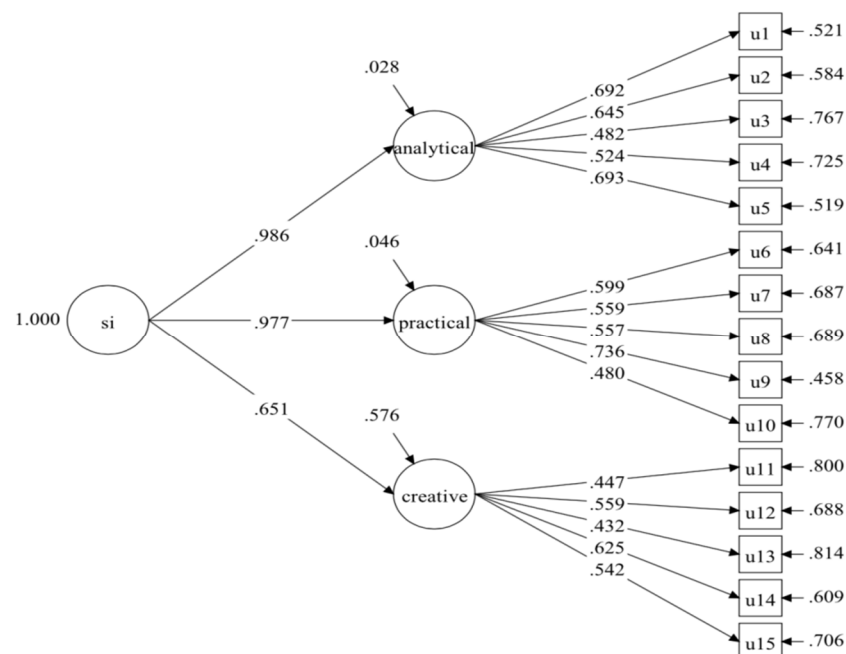 u1
.521
.028
u2
.584
.692
.645
u3
.767
.482
analytical
.524
u4
.725
.693
u5
.519
.986
.046
u6
.641
.599
u7
.687
.559
1.000
si
.977
practical
.557
u8
.689
.736
.480
u9
.458
.651
.576
u10
.770
u11
.800
.447
creative
.559
u12
.688
.432
.625
u13
.814
.542
u14
.609
u15
.706